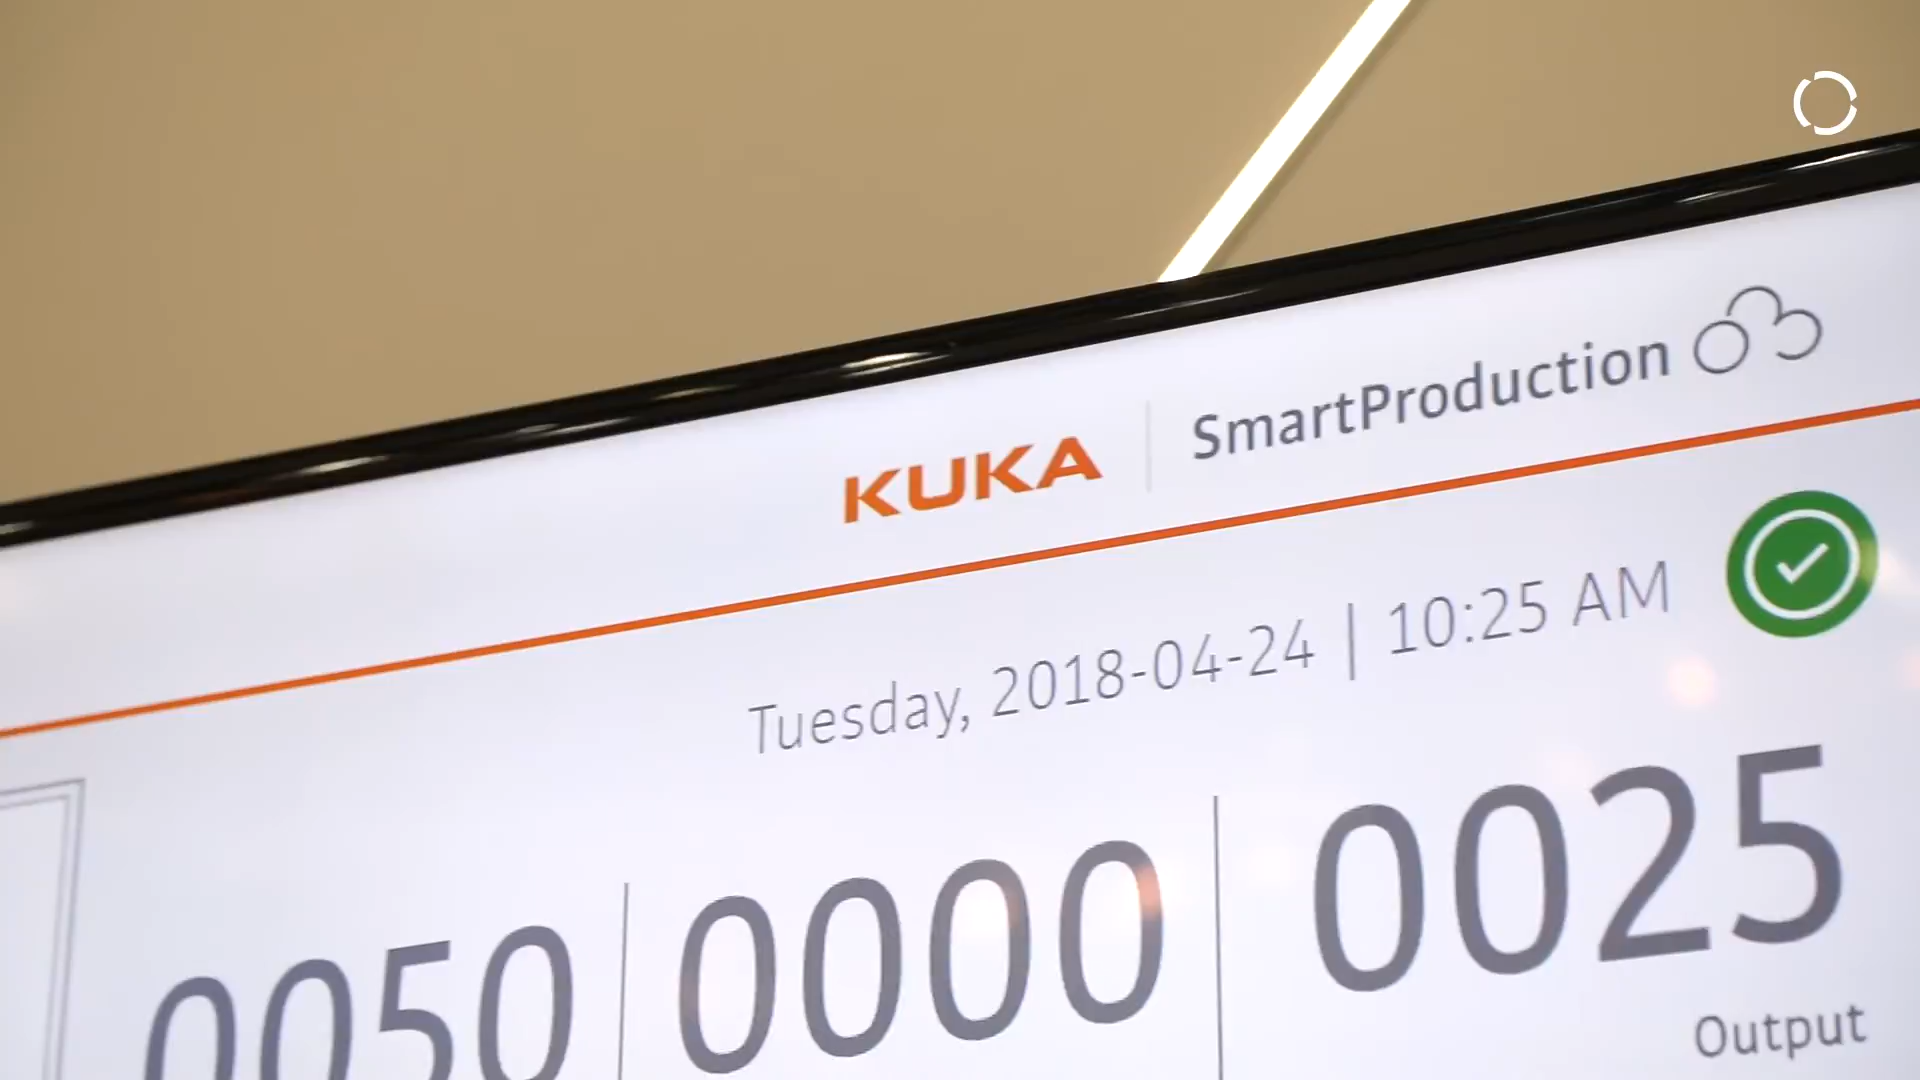 KUKA | SmartProduction
Tuesday, 2018-04-24 | 10:25 AM
0050 | 0000 | 0025
Output